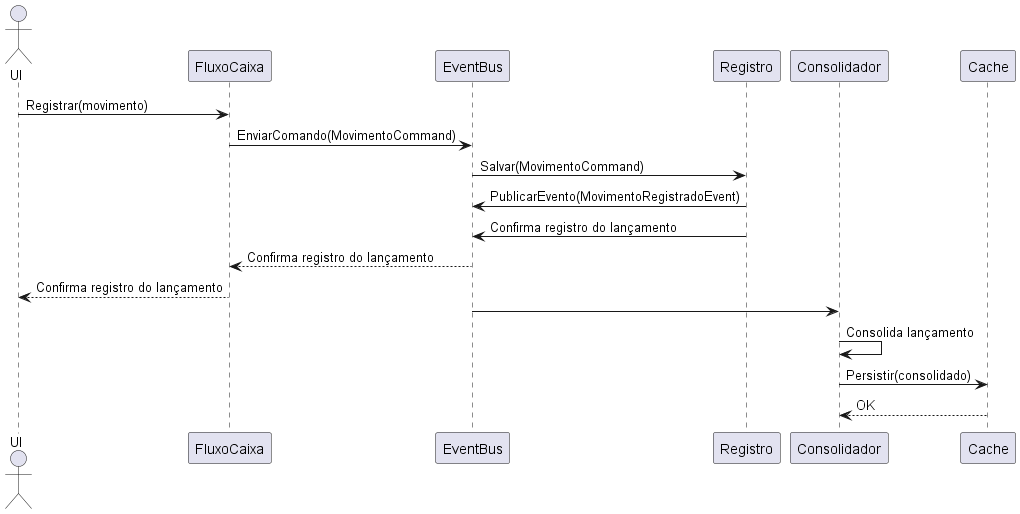 UI
FluxoCaixa
EventBus
Registro
Consolidador
Cache
Registrar(movimento)
EnviarComando(MovimentoCommand)
Salvar(MovimentoCommand)
PublicarEvento(MovimentoRegistradoEvent)
Confirma registro do lançamento
Confirma registro do lançamento
Confirma registro do lançamento
Consolida lançamento
Persistir(consolidado)
OK
UI
FluxoCaixa
EventBus
Registro
Consolidador
Cache